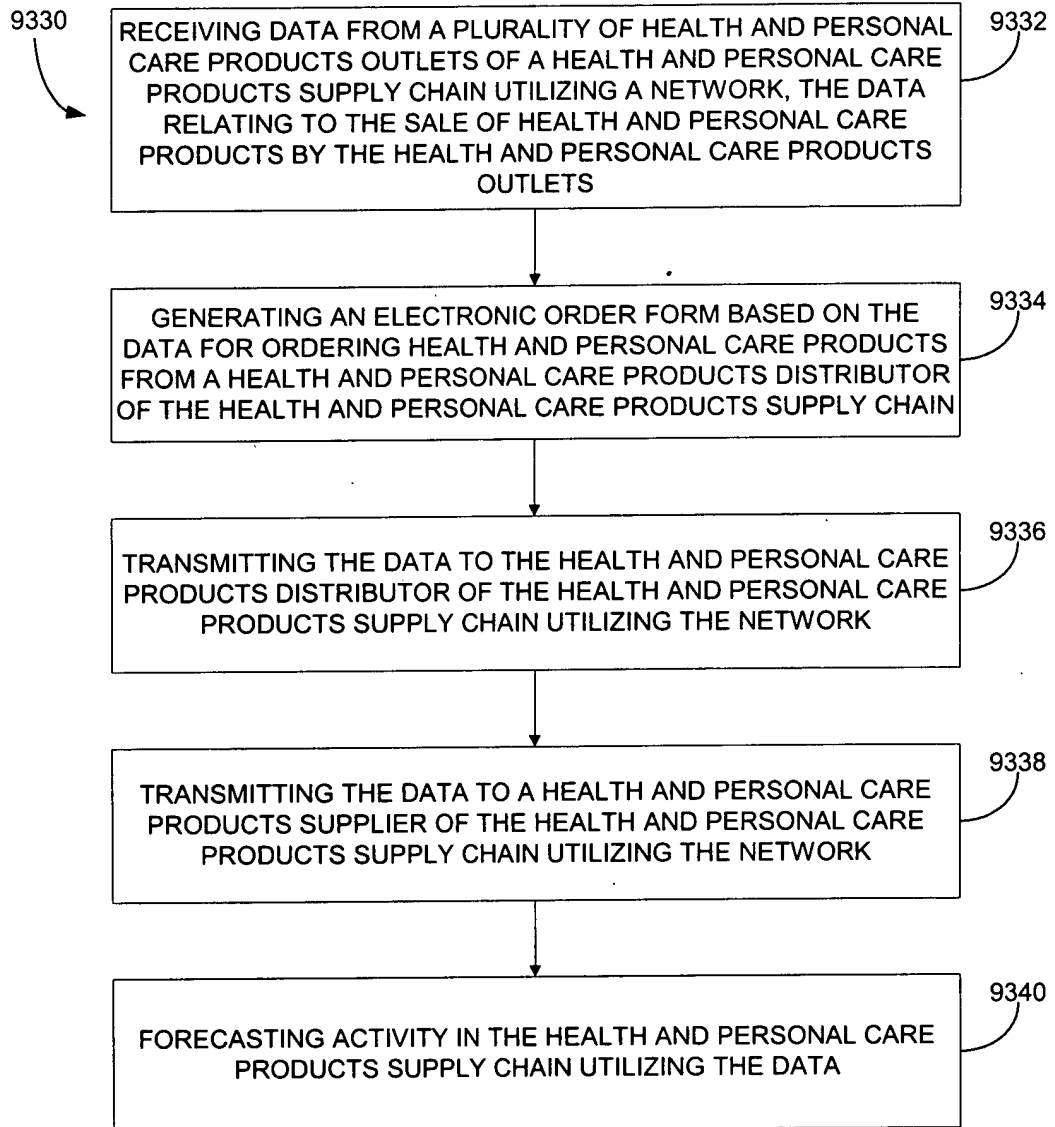 9330
RECEIVING DATA FROM A PLURALITY OF HEALTH AND PERSONAL
CARE PRODUCTS OUTLETS OF A HEALTH AND PERSONAL CARE
PRODUCTS SUPPLY CHAIN UTILIZING A NETWORK, THE DATA
RELATING TO THE SALE OF HEALTH AND PERSONAL CARE
PRODUCTS BY THE HEALTH AND PERSONAL CARE PRODUCTS
OUTLETS
9332
GENERATING AN ELECTRONIC ORDER FORM BASED ON THE
DATA FOR ORDERING HEALTH AND PERSONAL CARE PRODUCTS
FROM A HEALTH AND PERSONAL CARE PRODUCTS DISTRIBUTOR
OF THE HEALTH AND PERSONAL CARE PRODUCTS SUPPLY CHAIN
9334
TRANSMITTING THE DATA TO THE HEALTH AND PERSONAL CARE
PRODUCTS DISTRIBUTOR OF THE HEALTH AND PERSONAL CARE
PRODUCTS SUPPLY CHAIN UTILIZING THE NETWORK
9336
TRANSMITTING THE DATA TO A HEALTH AND PERSONAL CARE
PRODUCTS SUPPLIER OF THE HEALTH AND PERSONAL CARE
PRODUCTS SUPPLY CHAIN UTILIZING THE NETWORK
9338
FORECASTING ACTIVITY IN THE HEALTH AND PERSONAL CARE
PRODUCTS SUPPLY CHAIN UTILIZING THE DATA
9340